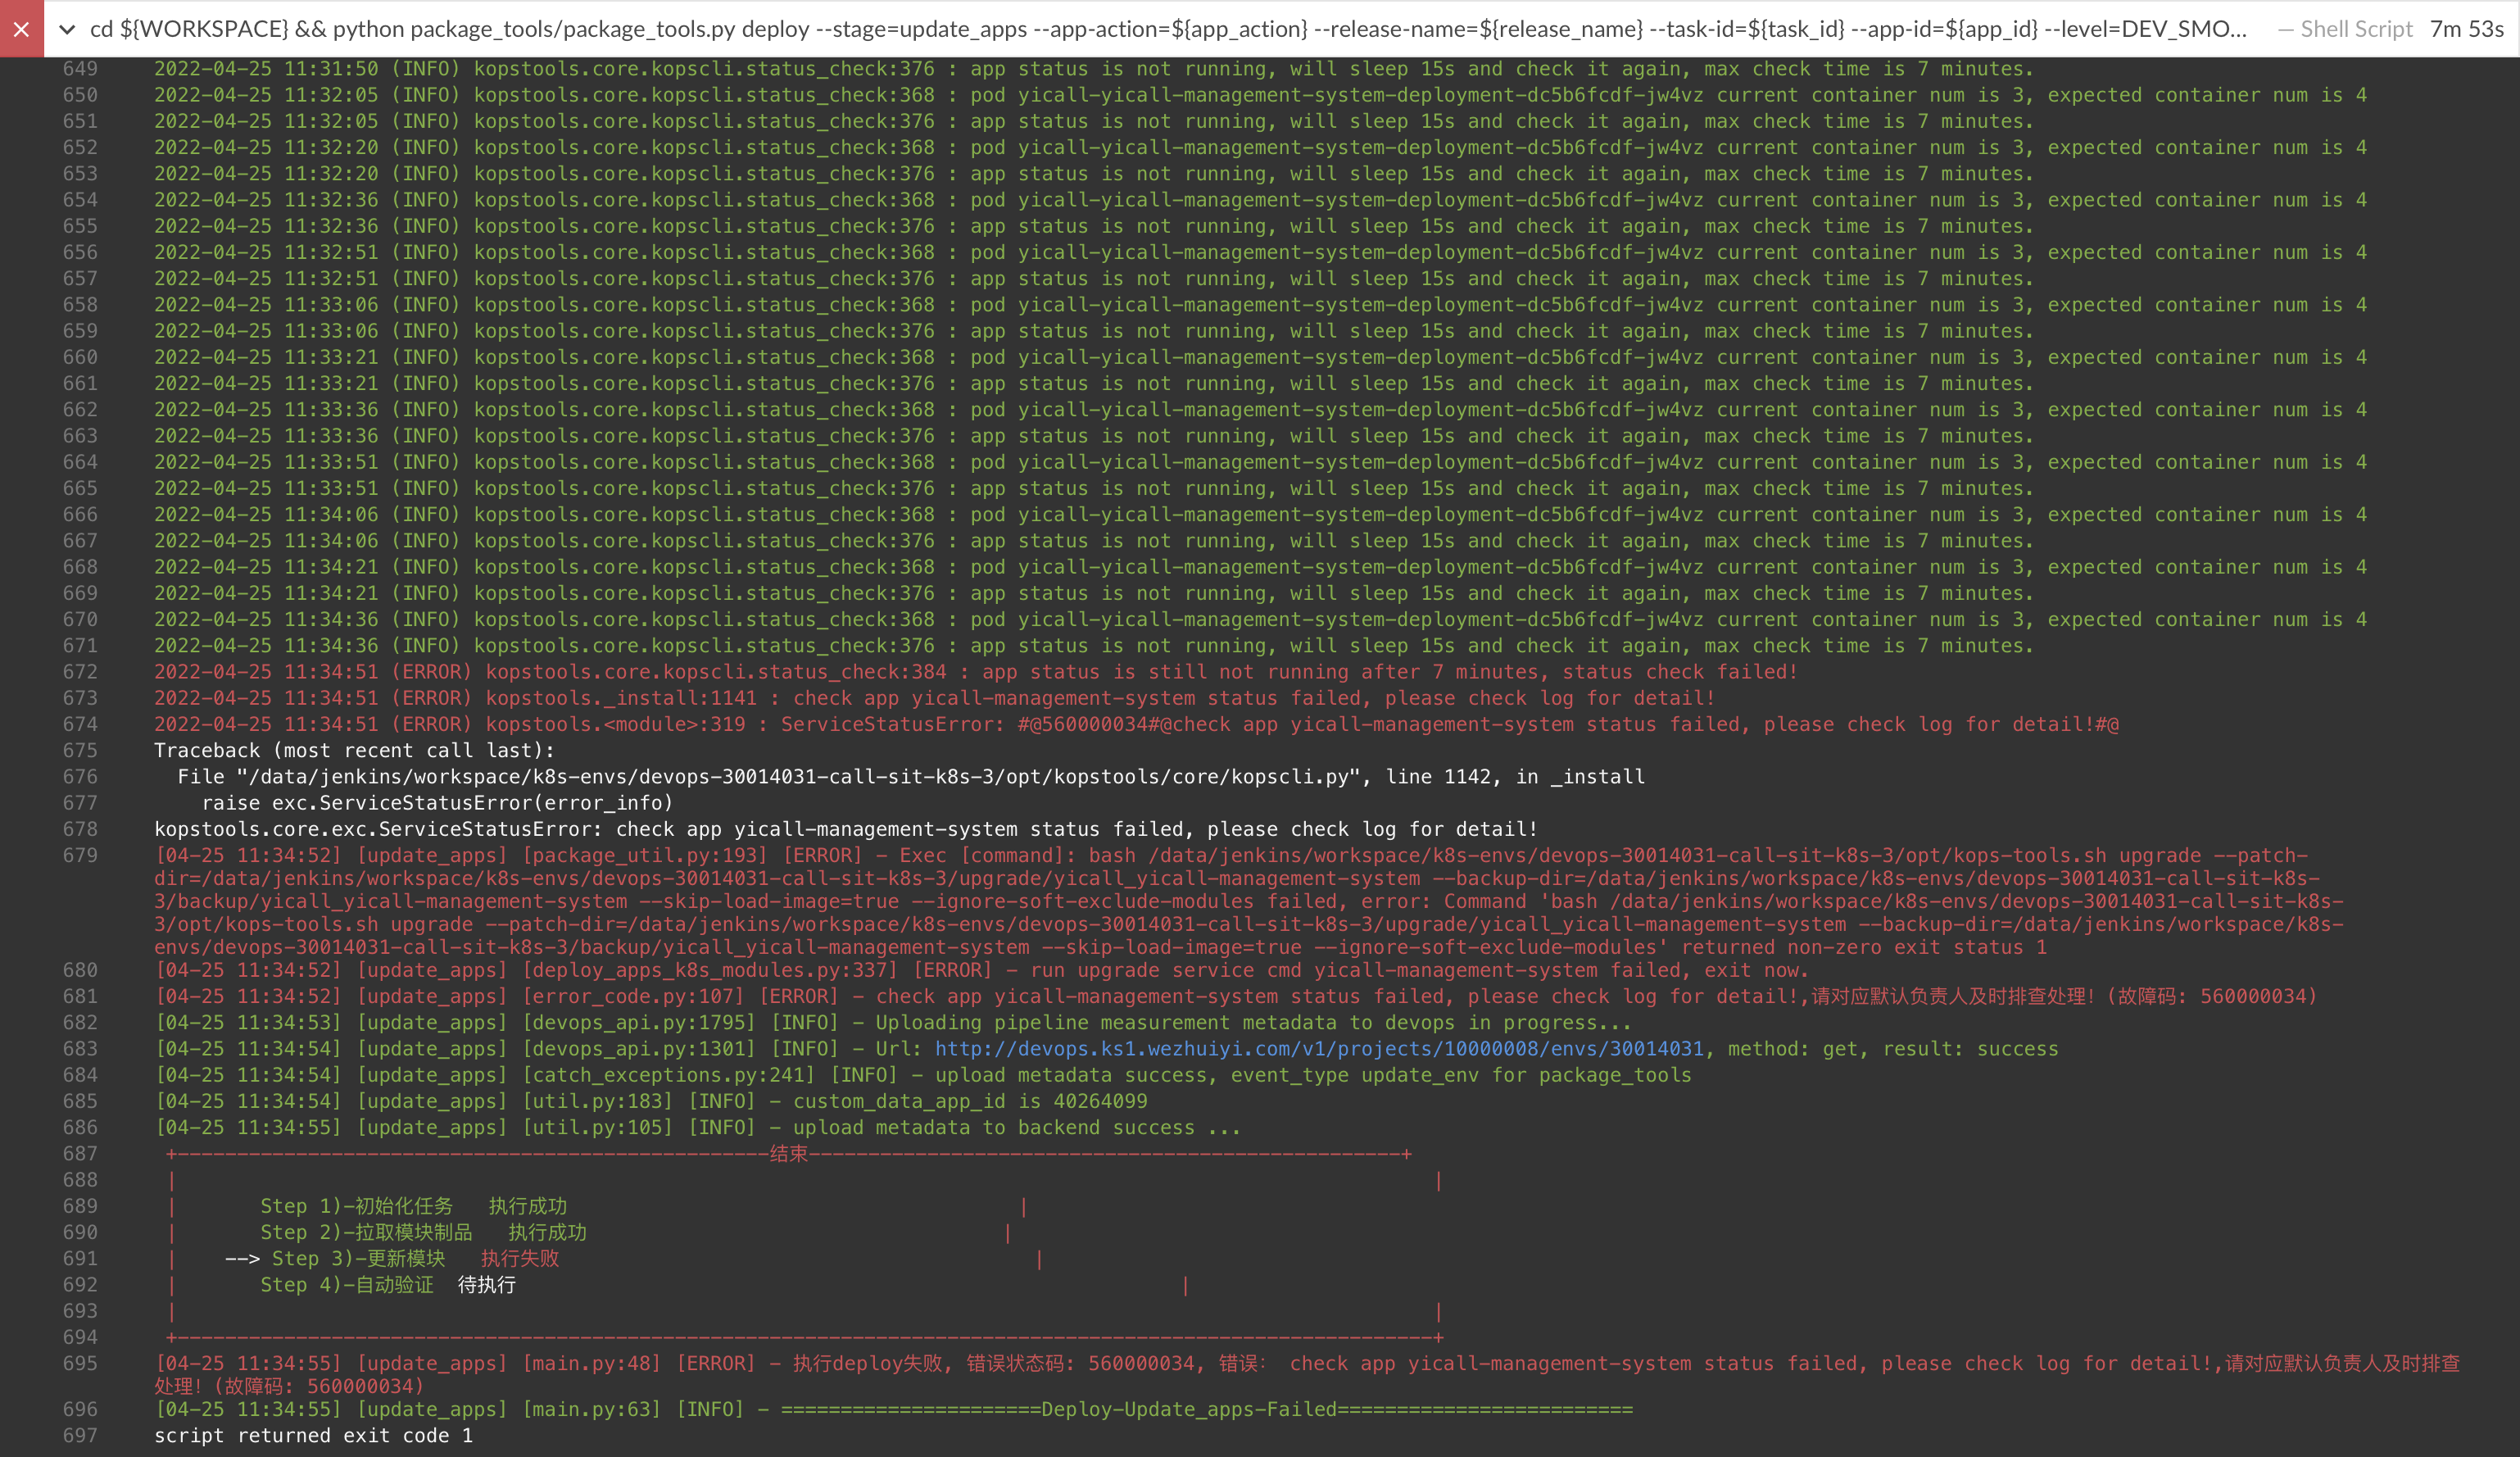 cd ${WORKSPACE} && python package_tools/package_tools.py deploy --stage=update_apps --app-action=${app_action} --release-name=${release_name} --task-id=${task_id} --app-id=${app_id} --level=DEV_SMO... — Shell Script 7m 53s
649 2022-04-25 11:31:50 (INFO) kopstools.core.kopscli.status_check:376 : app status is not running, will sleep 15s and check it again, max check time is 7 minutes.
650 2022-04-25 11:32:05 (INFO) kopstools.core.kopscli.status_check:368 : pod yicall-yicall-management-system-deployment-dc5b6fcdf-jw4vz current container num is 3, expected container num is 4
651 2022-04-25 11:32:05 (INFO) kopstools.core.kopscli.status_check:376 : app status is not running, will sleep 15s and check it again, max check time is 7 minutes.
652 2022-04-25 11:32:20 (INFO) kopstools.core.kopscli.status_check:368 : pod yicall-yicall-management-system-deployment-dc5b6fcdf-jw4vz current container num is 3, expected container num is 4
653 2022-04-25 11:32:20 (INFO) kopstools.core.kopscli.status_check:376 : app status is not running, will sleep 15s and check it again, max check time is 7 minutes.
654 2022-04-25 11:32:36 (INFO) kopstools.core.kopscli.status_check:368 : pod yicall-yicall-management-system-deployment-dc5b6fcdf-jw4vz current container num is 3, expected container num is 4
655 2022-04-25 11:32:36 (INFO) kopstools.core.kopscli.status_check:376 : app status is not running, will sleep 15s and check it again, max check time is 7 minutes.
656 2022-04-25 11:32:51 (INFO) kopstools.core.kopscli.status_check:368 : pod yicall-yicall-management-system-deployment-dc5b6fcdf-jw4vz current container num is 3, expected container num is 4
657 2022-04-25 11:32:51 (INFO) kopstools.core.kopscli.status_check:376 : app status is not running, will sleep 15s and check it again, max check time is 7 minutes.
658 2022-04-25 11:33:06 (INFO) kopstools.core.kopscli.status_check:368 : pod yicall-yicall-management-system-deployment-dc5b6fcdf-jw4vz current container num is 3, expected container num is 4
659 2022-04-25 11:33:06 (INFO) kopstools.core.kopscli.status_check:376 : app status is not running, will sleep 15s and check it again, max check time is 7 minutes.
660 2022-04-25 11:33:21 (INFO) kopstools.core.kopscli.status_check:368 : pod yicall-yicall-management-system-deployment-dc5b6fcdf-jw4vz current container num is 3, expected container num is 4
661 2022-04-25 11:33:21 (INFO) kopstools.core.kopscli.status_check:376 : app status is not running, will sleep 15s and check it again, max check time is 7 minutes.
662 2022-04-25 11:33:36 (INFO) kopstools.core.kopscli.status_check:368 : pod yicall-yicall-management-system-deployment-dc5b6fcdf-jw4vz current container num is 3, expected container num is 4
663 2022-04-25 11:33:36 (INFO) kopstools.core.kopscli.status_check:376 : app status is not running, will sleep 15s and check it again, max check time is 7 minutes.
664 2022-04-25 11:33:51 (INFO) kopstools.core.kopscli.status_check:368 : pod yicall-yicall-management-system-deployment-dc5b6fcdf-jw4vz current container num is 3, expected container num is 4
665 2022-04-25 11:33:51 (INFO) kopstools.core.kopscli.status_check:376 : app status is not running, will sleep 15s and check it again, max check time is 7 minutes.
666 2022-04-25 11:34:06 (INFO) kopstools.core.kopscli.status_check:368 : pod yicall-yicall-management-system-deployment-dc5b6fcdf-jw4vz current container num is 3, expected container num is 4
667 2022-04-25 11:34:06 (INFO) kopstools.core.kopscli.status_check:376 : app status is not running, will sleep 15s and check it again, max check time is 7 minutes.
668 2022-04-25 11:34:21 (INFO) kopstools.core.kopscli.status_check:368 : pod yicall-yicall-management-system-deployment-dc5b6fcdf-jw4vz current container num is 3, expected container num is 4
669 2022-04-25 11:34:21 (INFO) kopstools.core.kopscli.status_check:376 : app status is not running, will sleep 15s and check it again, max check time is 7 minutes.
670 2022-04-25 11:34:36 (INFO) kopstools.core.kopscli.status_check:368 : pod yicall-yicall-management-system-deployment-dc5b6fcdf-jw4vz current container num is 3, expected container num is 4
671 2022-04-25 11:34:36 (INFO) kopstools.core.kopscli.status_check:376 : app status is not running, will sleep 15s and check it again, max check time is 7 minutes.
672 2022-04-25 11:34:51 (ERROR) kopstools.core.kopscli.status_check:384 : app status is still not running after 7 minutes, status check failed!
673 2022-04-25 11:34:51 (ERROR) kopstools._install:1141 : check app yicall-management-system status failed, please check log for detail!
674 2022-04-25 11:34:51 (ERROR) kopstools.<module>:319 : ServiceStatusError: #@560000034#@check app yicall-management-system status failed, please check log for detail!#@
675 Traceback (most recent call last):
676 File "/data/jenkins/workspace/k8s-envs/devops-30014031-call-sit-k8s-3/opt/kopstools/core/kopscli.py", line 1142, in _install
677 raise exc.ServiceStatusError(error_info)
678 kopstools.core.exc.ServiceStatusError: check app yicall-management-system status failed, please check log for detail!
679 [04-25 11:34:52] [update_apps] [package_util.py:193] [ERROR] - Exec [command]: bash /data/jenkins/workspace/k8s-envs/devops-30014031-call-sit-k8s-3/opt/kops-tools.sh upgrade --patch-
dir=/data/jenkins/workspace/k8s-envs/devops-30014031-call-sit-k8s-3/upgrade/yicall_yicall-management-system --backup-dir=/data/jenkins/workspace/k8s-envs/devops-30014031-call-sit-k8s-
3/backup/yicall_yicall-management-system --skip-load-image=true --ignore-soft-exclude-modules failed, error: Command 'bash /data/jenkins/workspace/k8s-envs/devops-30014031-call-sit-k8s-
3/opt/kops-tools.sh upgrade --patch-dir=/data/jenkins/workspace/k8s-envs/devops-30014031-call-sit-k8s-3/upgrade/yicall_yicall-management-system --backup-dir=/data/jenkins/workspace/k8s-
envs/devops-30014031-call-sit-k8s-3/backup/yicall_yicall-management-system --skip-load-image=true --ignore-soft-exclude-modules' returned non-zero exit status 1
680 [04-25 11:34:52] [update_apps] [deploy_apps_k8s_modules.py:337] [ERROR] - run upgrade service cmd yicall-management-system failed, exit now.
681 [04-25 11:34:52] [update_apps] [error_code.py:107] [ERROR] - check app yicall-management-system status failed, please check log for detail!,请对应默认负责人及时排查处理! (故障码: 560000034)
682 [04-25 11:34:53] [update_apps] [devops_api.py:1795] [INFO] - Uploading pipeline measurement metadata to devops in progress...
683 [04-25 11:34:54] [update_apps] [devops_api.py:1301] [INFO] - Url: http://devops.ks1.wezhuiyi.com/v1/projects/10000008/envs/30014031, method: get, result: success
684 [04-25 11:34:54] [update_apps] [catch_exceptions.py:241] [INFO] - upload metadata success, event_type update_env for package_tools
685 [04-25 11:34:54] [update_apps] [util.py:183] [INFO] - custom_data_app_id is 40264099
686 [04-25 11:34:55] [update_apps] [util.py:105] [INFO] - upload metadata to backend success ...
687 +--------------------------------------------------结束--------------------------------------------------+
688 | |
689 | Step 1)-初始化任务 执行成功 |
690 | Step 2)-拉取模块制品 执行成功 |
691 | --> Step 3)-更新模块 执行失败 |
692 | Step 4)-自动验证 待执行 |
693 | |
694 +----------------------------------------------------------------------------------------------------------+
695 [04-25 11:34:55] [update_apps] [main.py:48] [ERROR] - 执行deploy失败, 错误状态码: 560000034, 错误: check app yicall-management-system status failed, please check log for detail!,请对应默认负责人及时排查
处理! (故障码: 560000034)
696 [04-25 11:34:55] [update_apps] [main.py:63] [INFO] - ======================Deploy-Update_apps-Failed=========================
697 script returned exit code 1